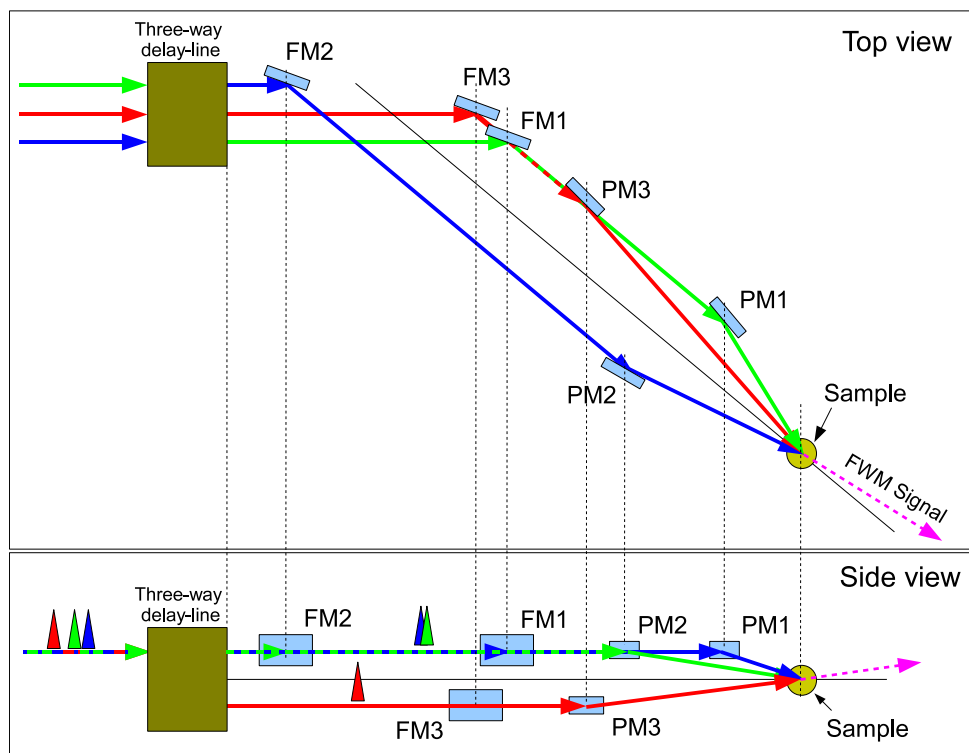 Three-way
delay-line
FM2
Top view
FM3
FM1
PM3
PM1
PM2
Sample
FWM Signal
Side view
Three-way
delay-line
FM2
FM1
PM2
PM1
FM3
PM3
Sample